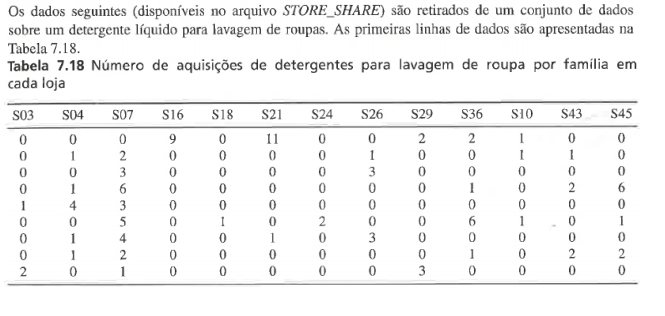 Os dados seguintes (disponíveis no arquivo STORE_SHARE) são retirados de um conjunto de dados
sobre um detergente líquido para lavagem de roupas. As primeiras linhas de dados são apresentadas na
Tabela 7.18.
Tabela 7.18 Número de aquisições de detergentes para lavagem de roupa por família em
cada loja
S03 S04 S07 S16 S18 S21 S24 S26 S29 S36 S10 S43 S45
0 0 0 9 0 11 0 0 2 2 1 0 0
0 1 2 0 0 0 0 1 0 0 1 1 0
0 0 3 0 0 0 0 3 0 0 0 0 0
0 1 6 0 0 0 0 0 0 1 0 2 6
1 4 3 0 0 0 0 0 0 0 0 0 0
0 0 5 0 1 0 2 0 0 6 1 0 1
0 1 4 0 0 1 0 3 0 0 0 0 0
0 1 2 0 0 0 0 0 0 1 0 2 2
2 0 1 0 0 0 0 0 3 0 0 0 0